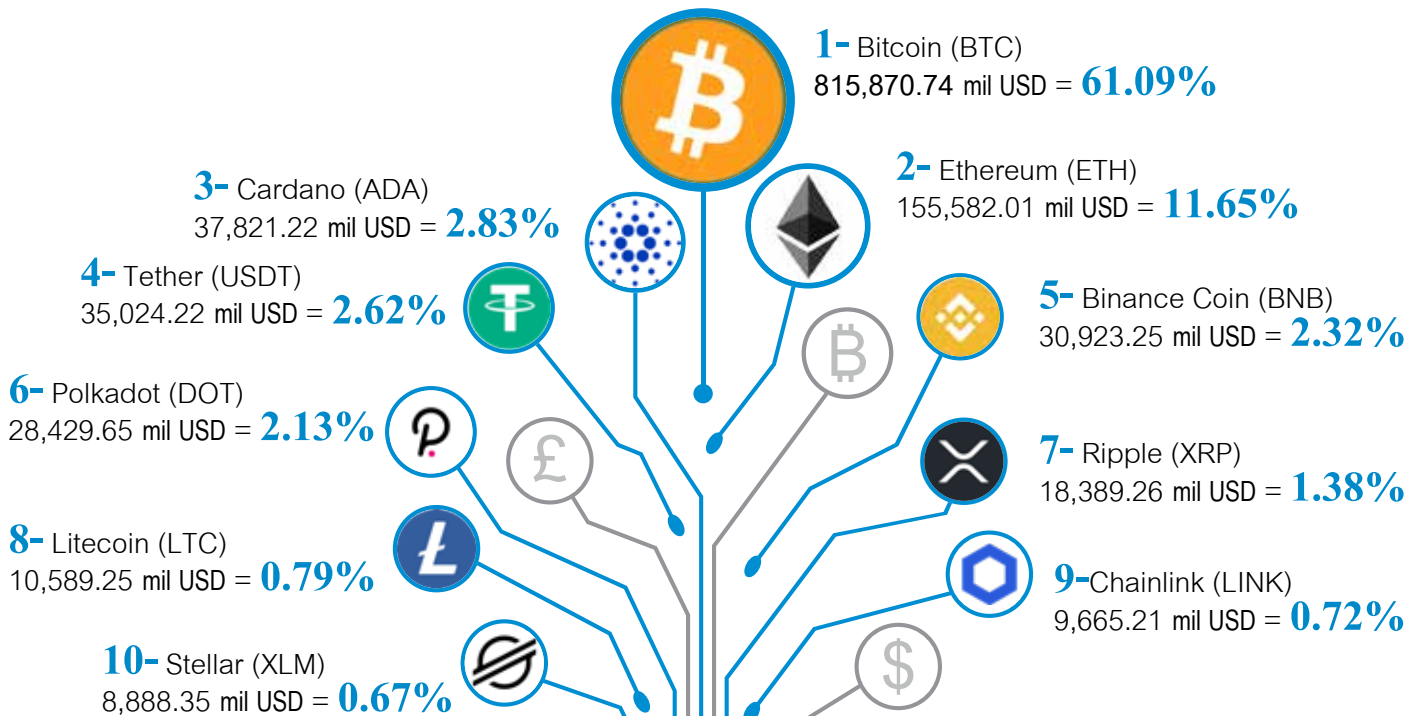 1- Bitcoin (BTC)
815,870.74 mil USD = 61.09%
2- Ethereum (ETH)
155,582.01 mil USD = 11.65%
3- Cardano (ADA)
37,821.22 mil USD = 2.83%
4- Tether (USDT)
35,024.22 mil USD = 2.62%
5- Binance Coin (BNB)
30,923.25 mil USD = 2.32%
6- Polkadot (DOT)
28,429.65 mil USD = 2.13%
7- Ripple (XRP)
18,389.26 mil USD = 1.38%
8- Litecoin (LTC)
10,589.25 mil USD = 0.79%
9-Chainlink (LINK)
9,665.21 mil USD = 0.72%
10- Stellar (XLM)
8,888.35 mil USD = 0.67%